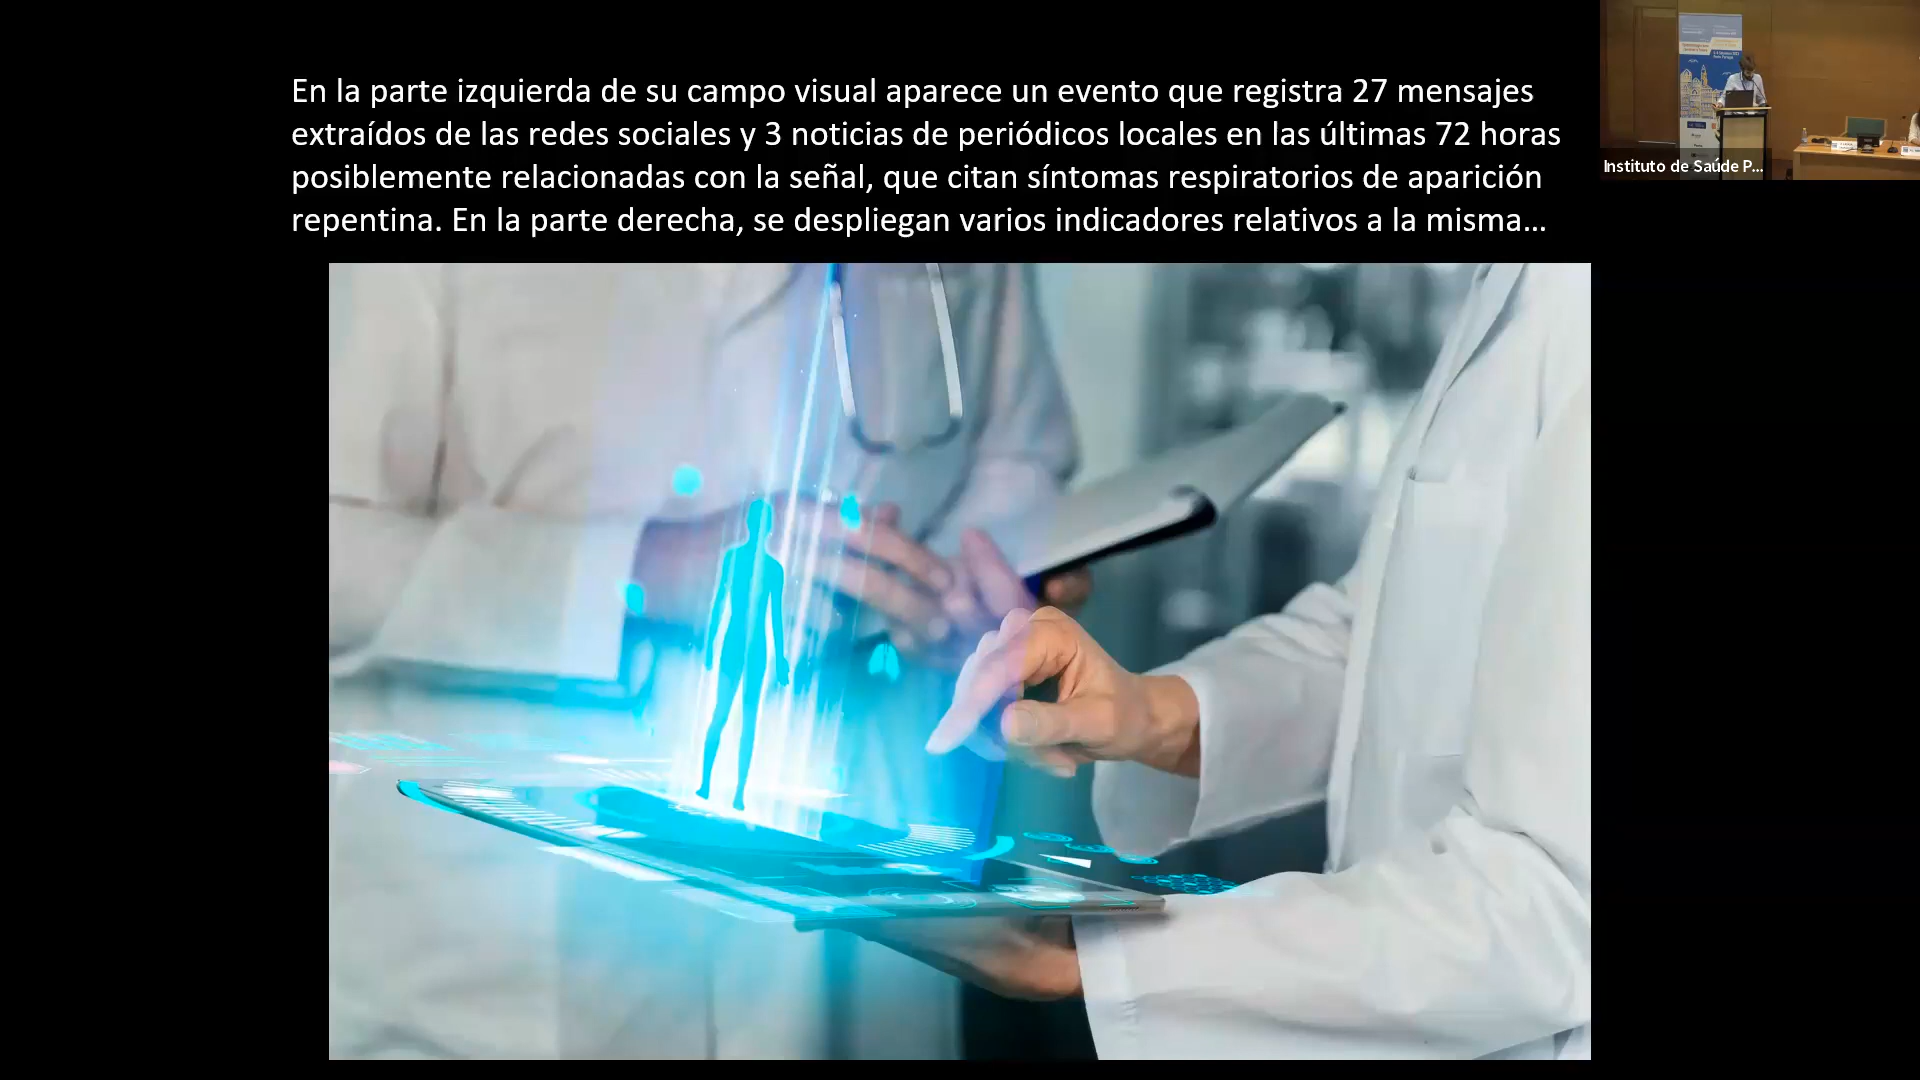 En la parte izquierda de su campo visual aparece un evento que registra 27 mensajes
extraídos de las redes sociales y 3 noticias de periódicos locales en las últimas 72 horas
posiblemente relacionadas con la señal, que citan síntomas respiratorios de aparición
repentina. En la parte derecha, se despliegan varios indicadores relativos a la misma…
Instituto de Saúde P...